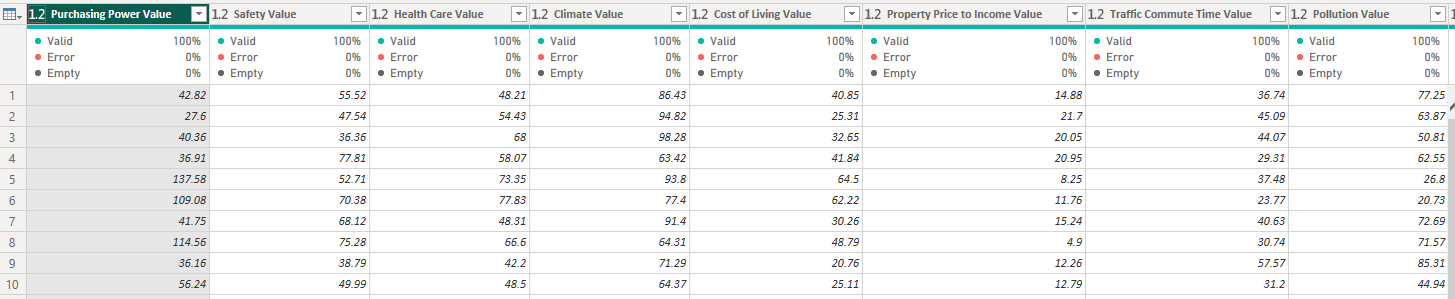 1.2 Purchasing Power Value 1.2 Safety Value 1.2 Health Care Value 1.2 Climate Value 1.2 Cost of Living Value 1.2 Property Price to Income Value 1.2 Traffic Commute Time Value 1.2 Pollution Value
Valid 100% Valid 100% Valid 100% Valid 100% Valid 100% Valid 100% Valid 100% Valid 100%
Error 0% Error 0% Error 0% Error 0% Error 0% Error 0% Error 0% Error 0%
Empty 0% Empty 0% Empty 0% Empty 0% Empty 0% Empty 0% Empty 0% Empty 0%
1 42.82 55.52 48.21 86.43 40.85 14.88 36.74 77.25
2 27.6 47.54 54.43 94.82 25.31 21.7 45.09 63.87
3 40.36 36.36 68 98.28 32.65 20.05 44.07 50.81
4 36.91 77.81 58.07 63.42 41.84 20.95 29.31 62.55
5 137.58 52.71 73.35 93.8 64.5 8.25 37.48 26.8
6 109.08 70.38 77.83 77.4 62.22 11.76 23.77 20.73
7 41.75 68.12 48.31 91.4 30.26 15.24 40.63 72.69
8 114.56 75.28 66.6 64.31 48.79 4.9 30.74 71.57
9 36.16 38.79 42.2 71.29 20.76 12.26 57.57 85.31
10 56.24 49.99 48.5 64.37 25.11 12.79 31.2 44.94